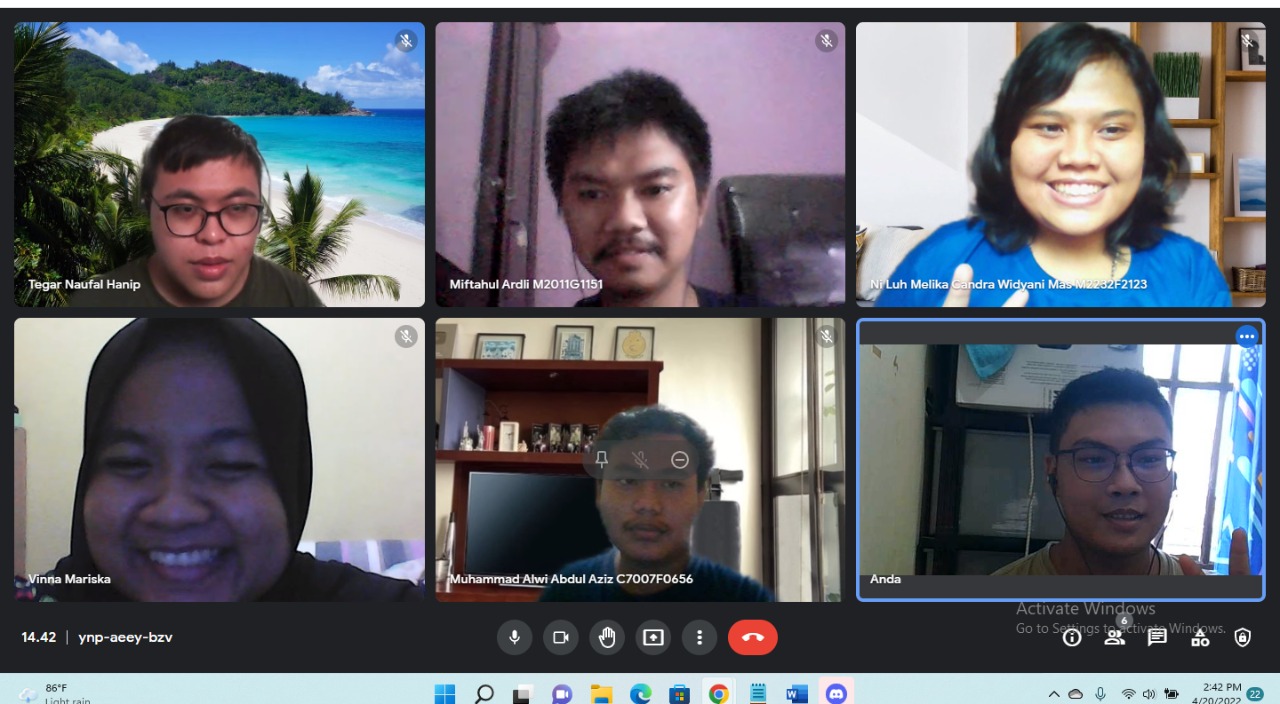 Tegar Naufal Hanip
Miftahul Ardli M2011G1151
Ni Luh Melika Candra Widyani Mas M2232F2123
Vinna Mariska
Muhammad Alwi Abdul Aziz C7007F0656
Anda
Activate Windows
Go to Settings to activate Windows.
6
14.42 | ynp-aeey-bzv
86°F
Light rain
2:42 PM
4/20/2022
22